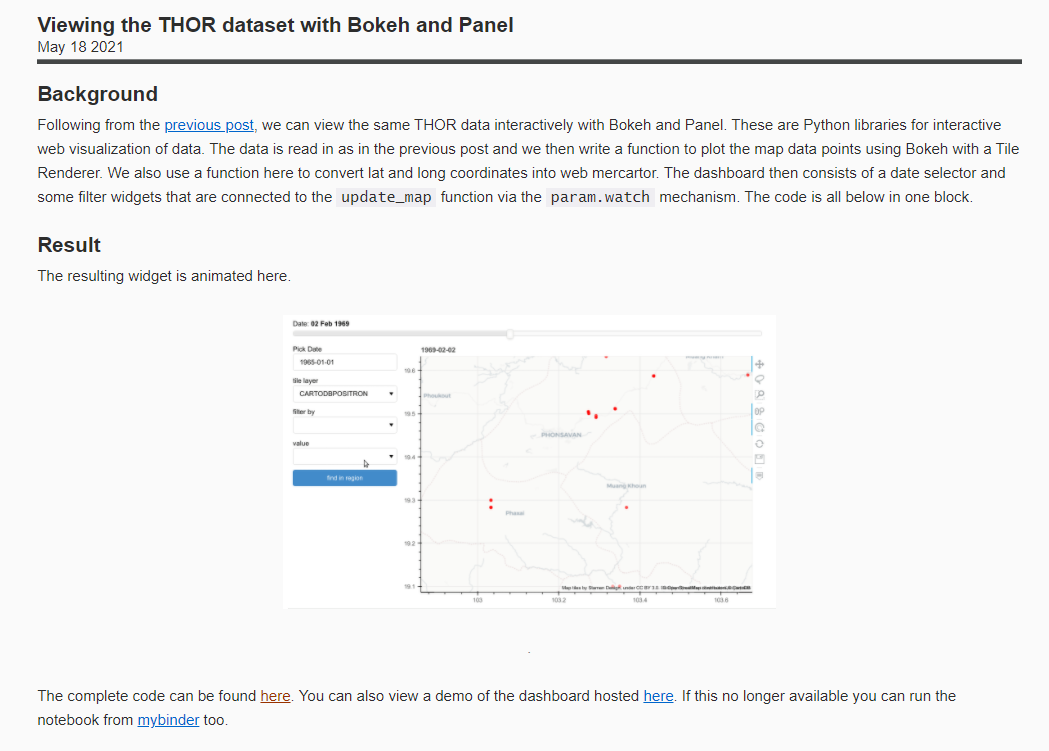 Viewing the THOR dataset with Bokeh and Panel
May 18 2021
Background
Following from the previous post, we can view the same THOR data interactively with Bokeh and Panel. These are Python libraries for interactive
web visualization of data. The data is read in as in the previous post and we then write a function to plot the map data points using Bokeh with a Tile
Renderer. We also use a function here to convert lat and long coordinates into web mercartor. The dashboard then consists of a date selector and
some filter widgets that are connected to the update_map function via the param.watch mechanism. The code is all below in one block.
Result
The resulting widget is animated here.
Date: 02 Feb 1969
Pick Date
1965-01-01
tile layer
CARTODBPOSITRON
filter by
value
find in region
1969-02-02
19.6
19.5
19.4
19.3
19.2
19.1
Phoukout
PHONSAVAN
Muang Khoun
Phaxai
103
103.2
103.4
103.6
Map tiles by Stamen Design, under CC BY 3.0.
.
The complete code can be found here. You can also view a demo of the dashboard hosted here. If this no longer available you can run the
notebook from mybinder too.